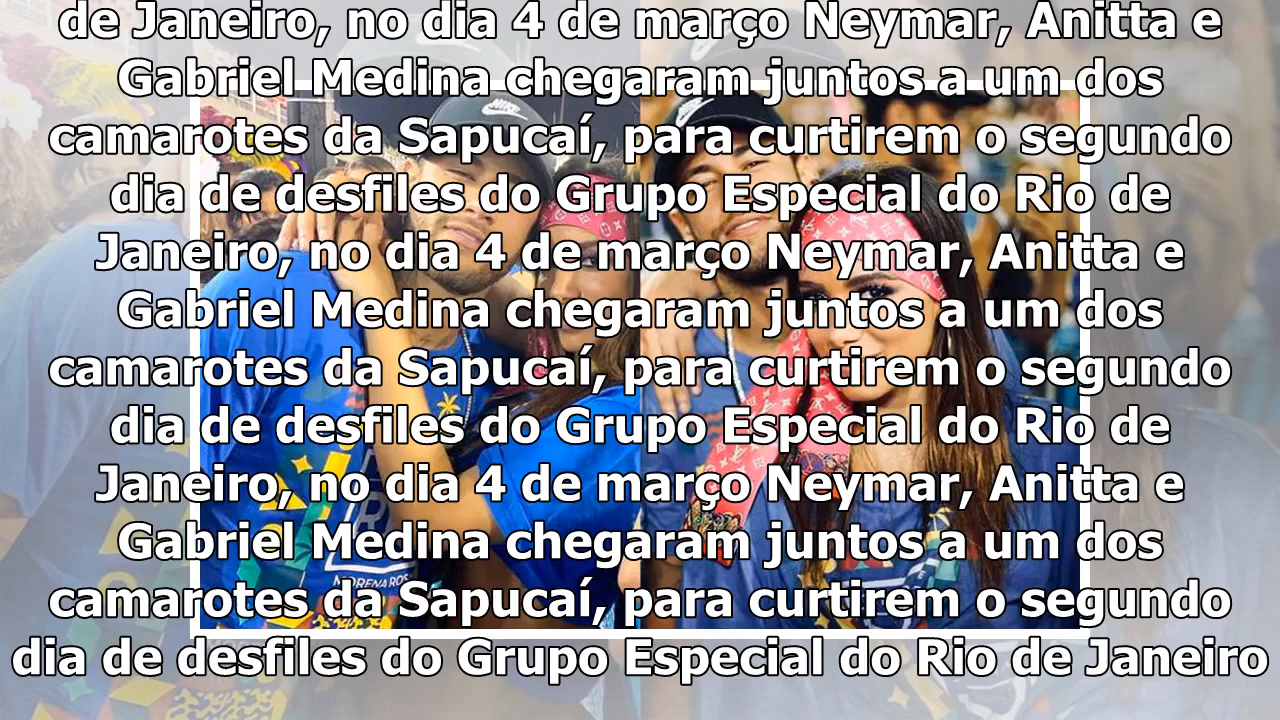 de Janeiro, no dia 4 de março Neymar, Anitta e
Gabriel Medina chegaram juntos a um dos
camarotes da Sapucaí, para curtirem o segundo
dia de desfiles do Grupo Especial do Rio de
Janeiro, no dia 4 de março Neymar, Anitta e
Gabriel Medina chegaram juntos a um dos
camarotes da Sapucaí, para curtirem o segundo
dia de desfiles do Grupo Especial do Rio de
Janeiro, no dia 4 de março Neymar, Anitta e
Gabriel Medina chegaram juntos a um dos
camarotes da Sapucaí, para curtirem o segundo
dia de desfiles do Grupo Especial do Rio de Janeiro
NIKE
MORENA ROSA